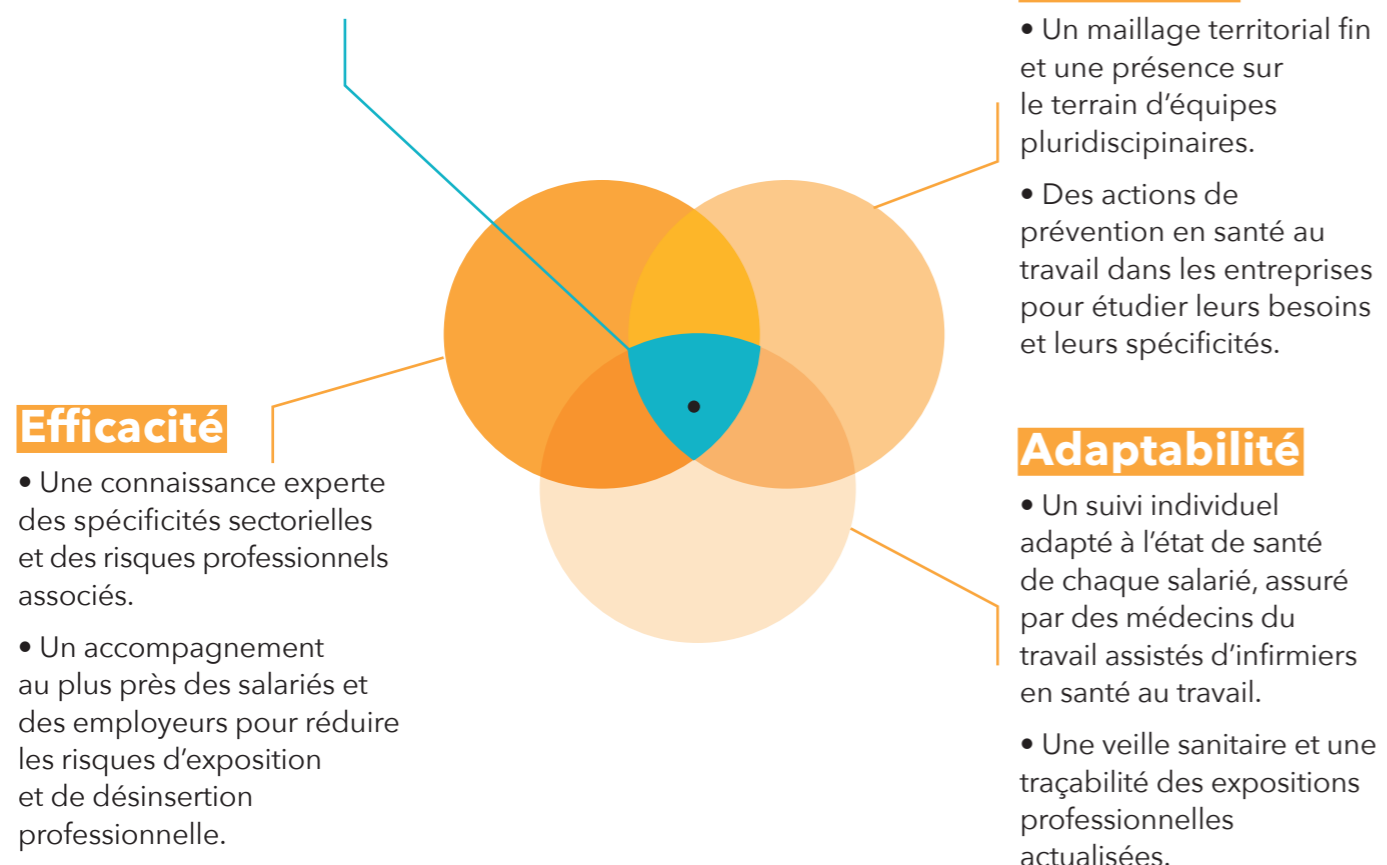 • Un maillage territorial fin
et une présence sur
le terrain d’équipes
pluridiscipinaires.
• Des actions de
prévention en santé au
travail dans les entreprises
pour étudier leurs besoins
et leurs spécificités.
Efficacité
• Une connaissance experte
des spécificités sectorielles
et des risques professionnels
associés.
• Un accompagnement
au plus près des salariés et
des employeurs pour réduire
les risques d’exposition
et de désinsertion
professionnelle.
Adaptabilité
• Un suivi individuel
adapté à l’état de santé
de chaque salarié, assuré
par des médecins du
travail assistés d’infirmiers
en santé au travail.
• Une veille sanitaire et une
traçabilité des expositions
professionnelles
actualisées.